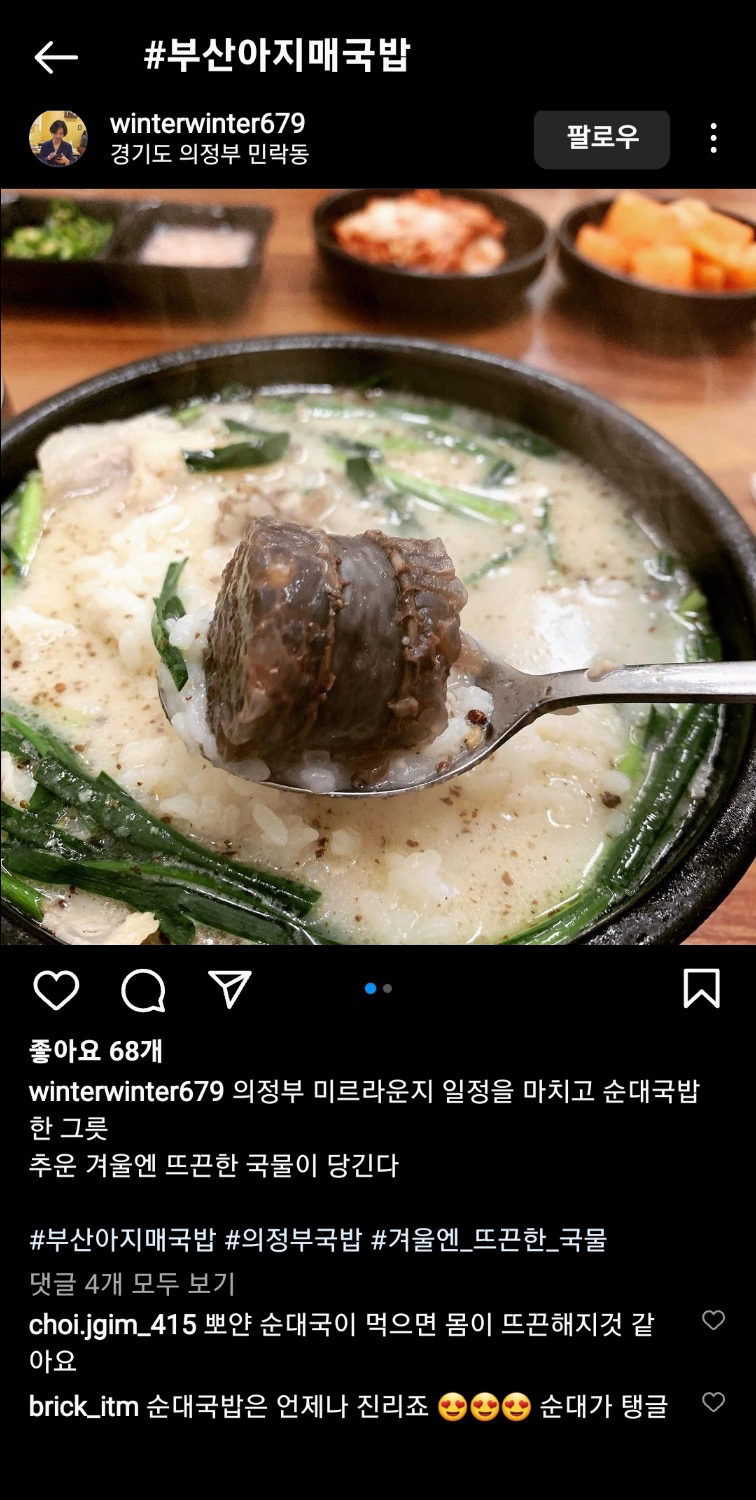 #부산아지매국밥
winterwinter679
경기도 의정부 민락동
팔로우
좋아요 68개
winterwinter679 의정부 미르라운지 일정을 마치고 순대국밥
한 그릇
추운 겨울엔 뜨끈한 국물이 당긴다
#부산아지매국밥 #의정부국밥 #겨울엔_뜨끈한_국물
댓글 4개 모두 보기
choi.jgim_415 뽀얀 순대국이 먹으면 몸이 뜨끈해지것 같
아요
brick_itm 순대국밥은 언제나 진리죠 😍😍😍 순대가 탱글